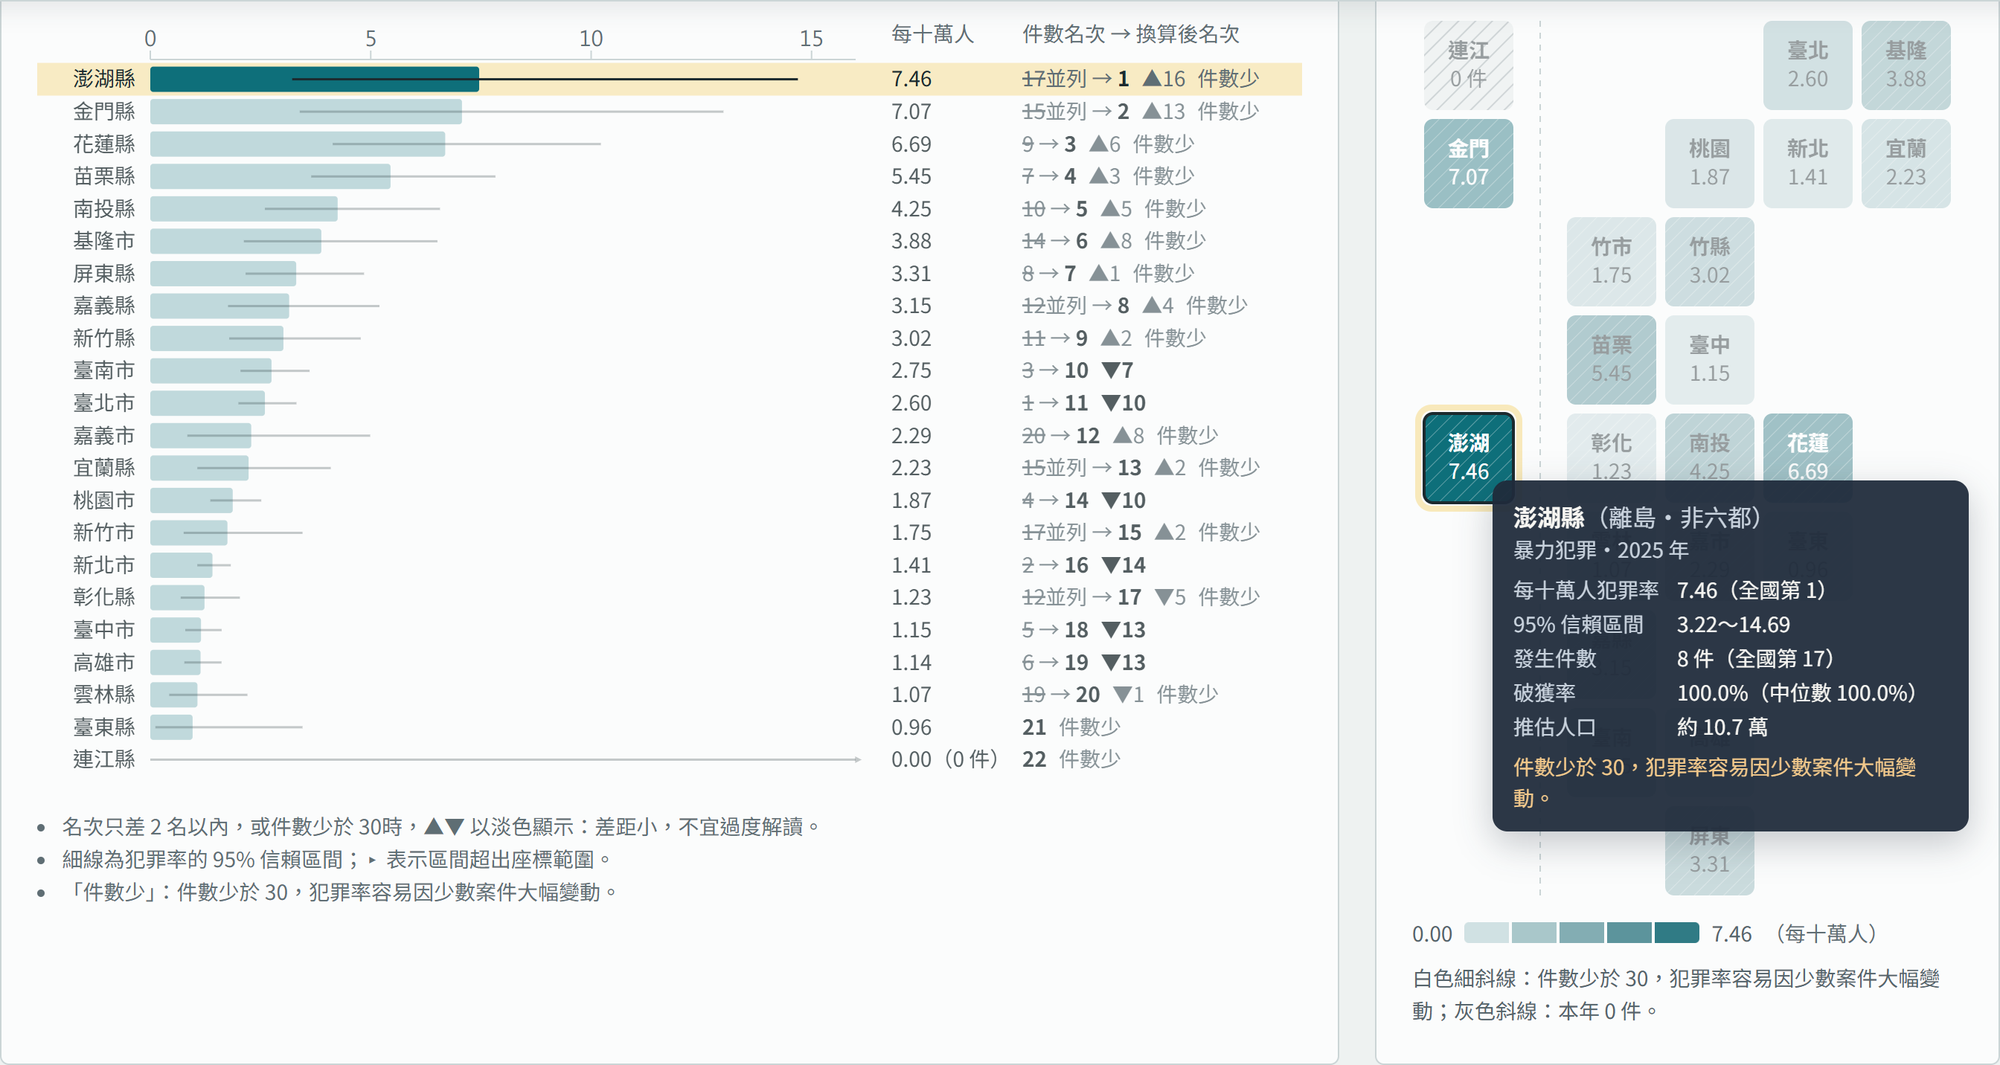 0 5 10 15 每十萬人 件數名次 → 換算後名次
澎湖縣 7.46 17並列 → 1 ▲16 件數少
金門縣 7.07 15並列 → 2 ▲13 件數少
花蓮縣 6.69 9 → 3 ▲6 件數少
苗栗縣 5.45 7 → 4 ▲3 件數少
南投縣 4.25 10 → 5 ▲5 件數少
基隆市 3.88 14 → 6 ▲8 件數少
屏東縣 3.31 8 → 7 ▲1 件數少
嘉義縣 3.15 12並列 → 8 ▲4 件數少
新竹縣 3.02 11 → 9 ▲2 件數少
臺南市 2.75 3 → 10 ▼7
臺北市 2.60 1 → 11 ▼10
嘉義市 2.29 20 → 12 ▲8 件數少
宜蘭縣 2.23 15並列 → 13 ▲2 件數少
桃園市 1.87 4 → 14 ▼10
新竹市 1.75 17並列 → 15 ▲2 件數少
新北市 1.41 2 → 16 ▼14
彰化縣 1.23 12並列 → 17 ▼5 件數少
臺中市 1.15 5 → 18 ▼13
高雄市 1.14 6 → 19 ▼13
雲林縣 1.07 19 → 20 ▼1 件數少
臺東縣 0.96 21 件數少
連江縣 0.00（0 件） 22 件數少
• 名次只差 2 名以內，或件數少於 30時，▲▼ 以淡色顯示：差距小，不宜過度解讀。
• 細線為犯罪率的 95% 信賴區間；‣ 表示區間超出座標範圍。
• 「件數少」：件數少於 30，犯罪率容易因少數案件大幅變動。
連江 臺北 基隆
0 件 2.60 3.88
金門 桃園 新北 宜蘭
7.07 1.87 1.41 2.23
竹市 竹縣
1.75 3.02
苗栗 臺中
5.45 1.15
澎湖 彰化 南投 花蓮
7.46 1.23 4.25 6.69
澎湖縣（離島・非六都）
暴力犯罪・2025 年
每十萬人犯罪率 7.46（全國第 1）
95% 信賴區間 3.22～14.69
發生件數 8 件（全國第 17）
破獲率 100.0%（中位數 100.0%）
推估人口 約 10.7 萬
件數少於 30，犯罪率容易因少數案件大幅變
動。
屏東
3.31
0.00 7.46 （每十萬人）
白色細斜線：件數少於 30，犯罪率容易因少數案件大幅變
動；灰色斜線：本年 0 件。